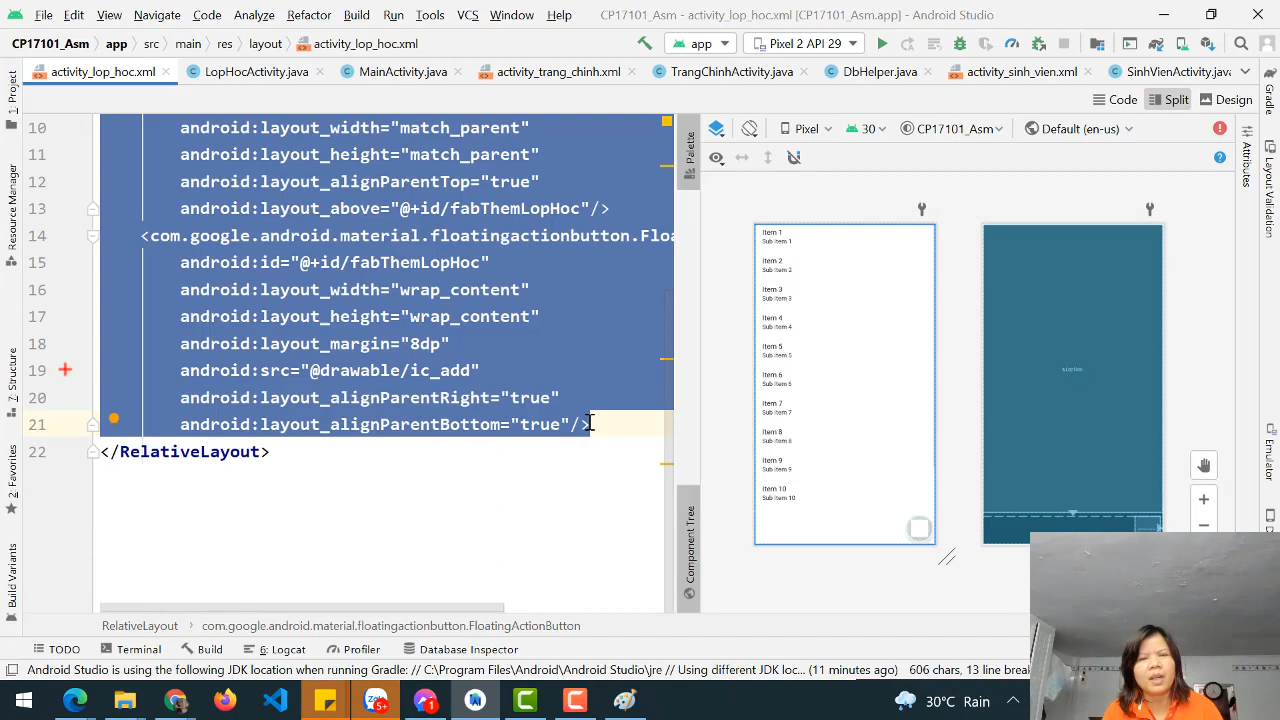 File Edit View Navigate Code Analyze Refactor Build Run Tools VCS Window Help CP17101_Asm - activity_lop_hoc.xml [CP17101_Asm.app] - Android Studio
CP17101_Asm app src main res layout activity_lop_hoc.xml app Pixel 2 API 29
activity_lop_hoc.xml LopHocActivity.java MainActivity.java activity_trang_chinh.xml TrangChinhActivity.java DbHelper.java activity_sinh_vien.xml SinhVienActivity.java
Code Split Design
1: Project
Resource Manager
Z: Structure
2: Favorites
Build Variants
10 android:layout_width="match_parent"
11 android:layout_height="match_parent"
12 android:layout_alignParentTop="true"
13 android:layout_above="@+id/fabThemLopHoc"/>
14 <com.google.android.material.floatingactionbutton.Floa
15 android:id="@+id/fabThemLopHoc"
16 android:layout_width="wrap_content"
17 android:layout_height="wrap_content"
18 android:layout_margin="8dp"
19 android:src="@drawable/ic_add"
20 android:layout_alignParentRight="true"
21 android:layout_alignParentBottom="true"/>
22 </RelativeLayout>
Palette
Component Tree
Pixel 30 CP17101_Asm Default (en-us)
Item 1
Sub Item 1
Item 2
Sub Item 2
Item 3
Sub Item 3
Item 4
Sub Item 4
Item 5
Sub Item 5
Item 6
Sub Item 6
Item 7
Sub Item 7
Item 8
Sub Item 8
Item 9
Sub Item 9
Item 10
Sub Item 10
Gradle
Attributes
Layout Validation
Emulator
RelativeLayout com.google.android.material.floatingactionbutton.FloatingActionButton
TODO Terminal Build 6: Logcat Profiler Database Inspector
Android Studio is using the following JDK location when running Gradle: // C:\Program Files\Android\Android Studio\jre // Using different JDK loc... (11 minutes ago) 606 chars, 13 line break
5+ 1 30°C Rain